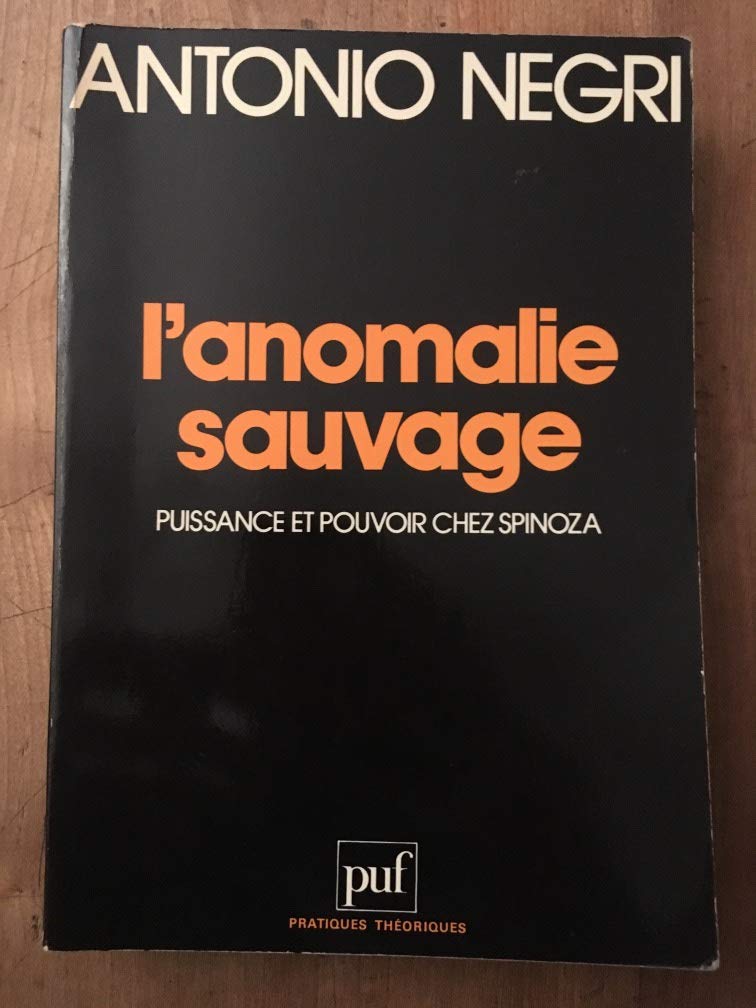 ANTONIO NEGRI
l'anomalie
sauvage
PUISSANCE ET POUVOIR CHEZ SPINOZA
puf
PRATIQUES THÉORIQUES